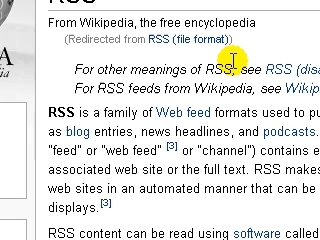 From Wikipedia, the free encyclopedia
(Redirected from RSS (file format))
For other meanings of RSS, see RSS
For RSS feeds from Wikipedia, see
RSS is a family of Web feed formats used to
as blog entries, news headlines, and podcasts.
"feed" or "web feed" [3] or "channel") contains
associated web site or the full text. RSS makes
web sites in an automated manner that can be
displays.[3]
RSS content can be read using software called